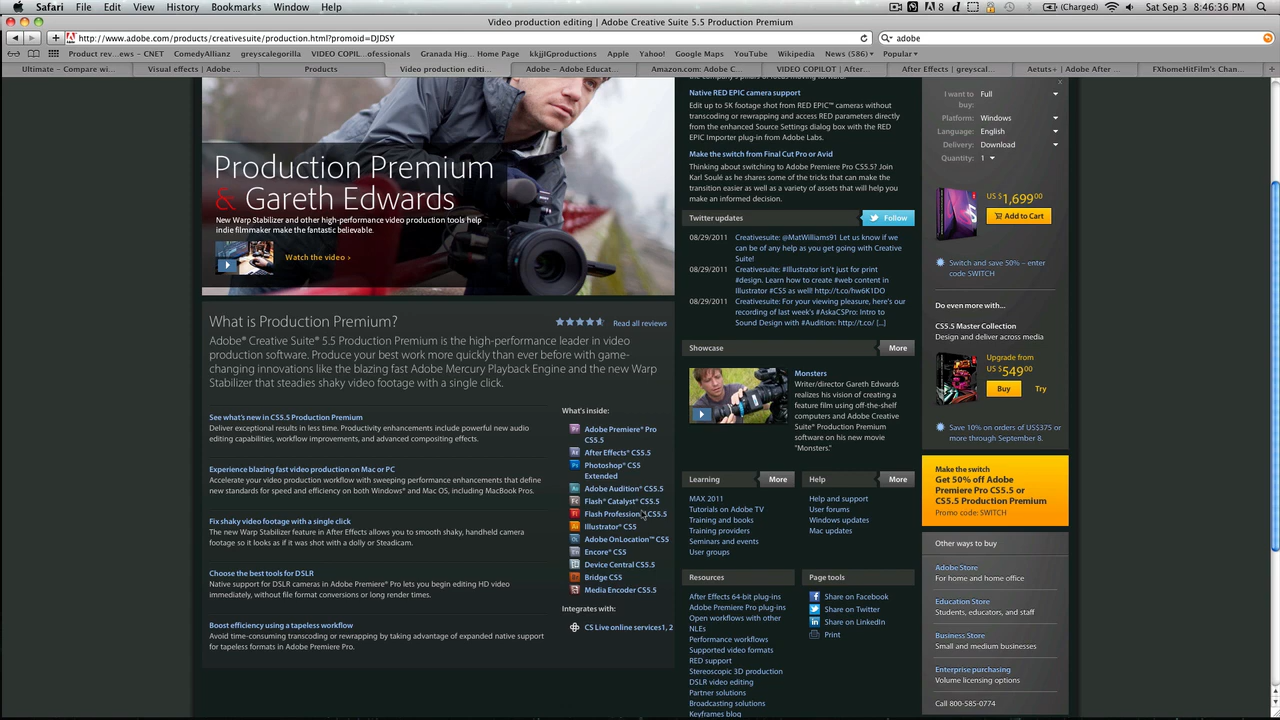 Safari File Edit View History Bookmarks Window Help
8 (Charged) Sat Sep 3 8:46:36 PM
Video production editing | Adobe Creative Suite 5.5 Production Premium
http://www.adobe.com/products/creativesuite/production.html?promoid=DJDSY
adobe
Product rev...ews – CNET ComedyAlliance greyscalegorilla VIDEO COPIL... Granada Hig... Home Page kkjjlGproductions Apple Yahoo! Google Maps YouTube Wikipedia News (586) Popular
Ultimate – Compare wi... Visual effects | Adobe ... Products Video production editi... Adobe – Adobe Educat... Amazon.com: Adobe C... VIDEO COPILOT | After... After Effects | greyscal... Aetuts+ | Adobe After ... FXhomeHitFilm's Chan...
Production Premium
& Gareth Edwards
New Warp Stabilizer and other high-performance video production tools help
indie filmmaker make the fantastic believable.
Watch the video ›
What is Production Premium?
Read all reviews
Adobe® Creative Suite® 5.5 Production Premium is the high-performance leader in video
production software. Produce your best work more quickly than ever before with game-
changing innovations like the blazing fast Adobe Mercury Playback Engine and the new Warp
Stabilizer that steadies shaky video footage with a single click.
See what's new in CS5.5 Production Premium
Deliver exceptional results in less time. Productivity enhancements include powerful new audio
editing capabilities, workflow improvements, and advanced compositing effects.
Experience blazing fast video production on Mac or PC
Accelerate your video production workflow with sweeping performance enhancements that define
new standards for speed and efficiency on both Windows® and Mac OS, including MacBook Pros.
Fix shaky video footage with a single click
The new Warp Stabilizer feature in After Effects allows you to smooth shaky, handheld camera
footage so it looks as if it was shot with a dolly or Steadicam.
Choose the best tools for DSLR
Native support for DSLR cameras in Adobe Premiere® Pro lets you begin editing HD video
immediately, without file format conversions or long render times.
Boost efficiency using a tapeless workflow
Avoid time-consuming transcoding or rewrapping by taking advantage of expanded native support
for tapeless formats in Adobe Premiere Pro.
What's inside:
Adobe Premiere® Pro
CS5.5
After Effects® CS5.5
Photoshop® CS5
Extended
Adobe Audition® CS5.5
Flash® Catalyst® CS5.5
Flash Professional CS5.5
Illustrator® CS5
Adobe OnLocation™ CS5
Encore® CS5
Device Central CS5.5
Bridge CS5
Media Encoder CS5.5
Integrates with:
CS Live online services1, 2
Native RED EPIC camera support
Edit up to 5K footage shot from RED EPIC™ cameras without
transcoding or rewrapping and access RED parameters directly
from the enhanced Source Settings dialog box with the RED
EPIC Importer plug-in from Adobe Labs.
Make the switch from Final Cut Pro or Avid
Thinking about switching to Adobe Premiere Pro CS5.5? Join
Karl Soulé as he shares some of the tricks that can make the
transition easier as well as a variety of assets that will help you
make an informed decision.
Twitter updates
Follow
08/29/2011 Creativesuite: @MatWilliams91 Let us know if we
can be of any help as you get going with Creative
Suite!
08/29/2011 Creativesuite: #Illustrator isn't just for print
#design. Learn how to create #web content in
Illustrator #CS5 as well! http://t.co/hw6K1DO
08/29/2011 Creativesuite: For your viewing pleasure, here's our
recording of last week's #AskaCSPro: Intro to
Sound Design with #Audition: http://t.co/ [...]
Showcase
More
Monsters
Writer/director Gareth Edwards
realizes his vision of creating a
feature film using off-the-shelf
computers and Adobe Creative
Suite® Production Premium
software on his new movie
"Monsters."
Learning
More
MAX 2011
Tutorials on Adobe TV
Training and books
Training providers
Seminars and events
User groups
Help
More
Help and support
User forums
Windows updates
Mac updates
Resources
After Effects 64-bit plug-ins
Adobe Premiere Pro plug-ins
Open workflows with other
NLEs
Performance workflows
Supported video formats
RED support
Stereoscopic 3D production
DSLR video editing
Partner solutions
Broadcasting solutions
Keyframes blog
Page tools
Share on Facebook
Share on Twitter
Share on LinkedIn
Print
I want to buy: Full
Platform: Windows
Language: English
Delivery: Download
Quantity: 1
US $1,699.00
Add to Cart
Switch and save 50% – enter
code SWITCH
Do even more with...
CS5.5 Master Collection
Design and deliver across media
Upgrade from
US $549.00
Buy Try
Save 10% on orders of US$375 or
more through September 8.
Make the switch
Get 50% off Adobe
Premiere Pro CS5.5 or
CS5.5 Production Premium
Promo code: SWITCH
Other ways to buy
Adobe Store
For home and home office
Education Store
Students, educators, and staff
Business Store
Small and medium businesses
Enterprise purchasing
Volume licensing options
Call 800-585-0774